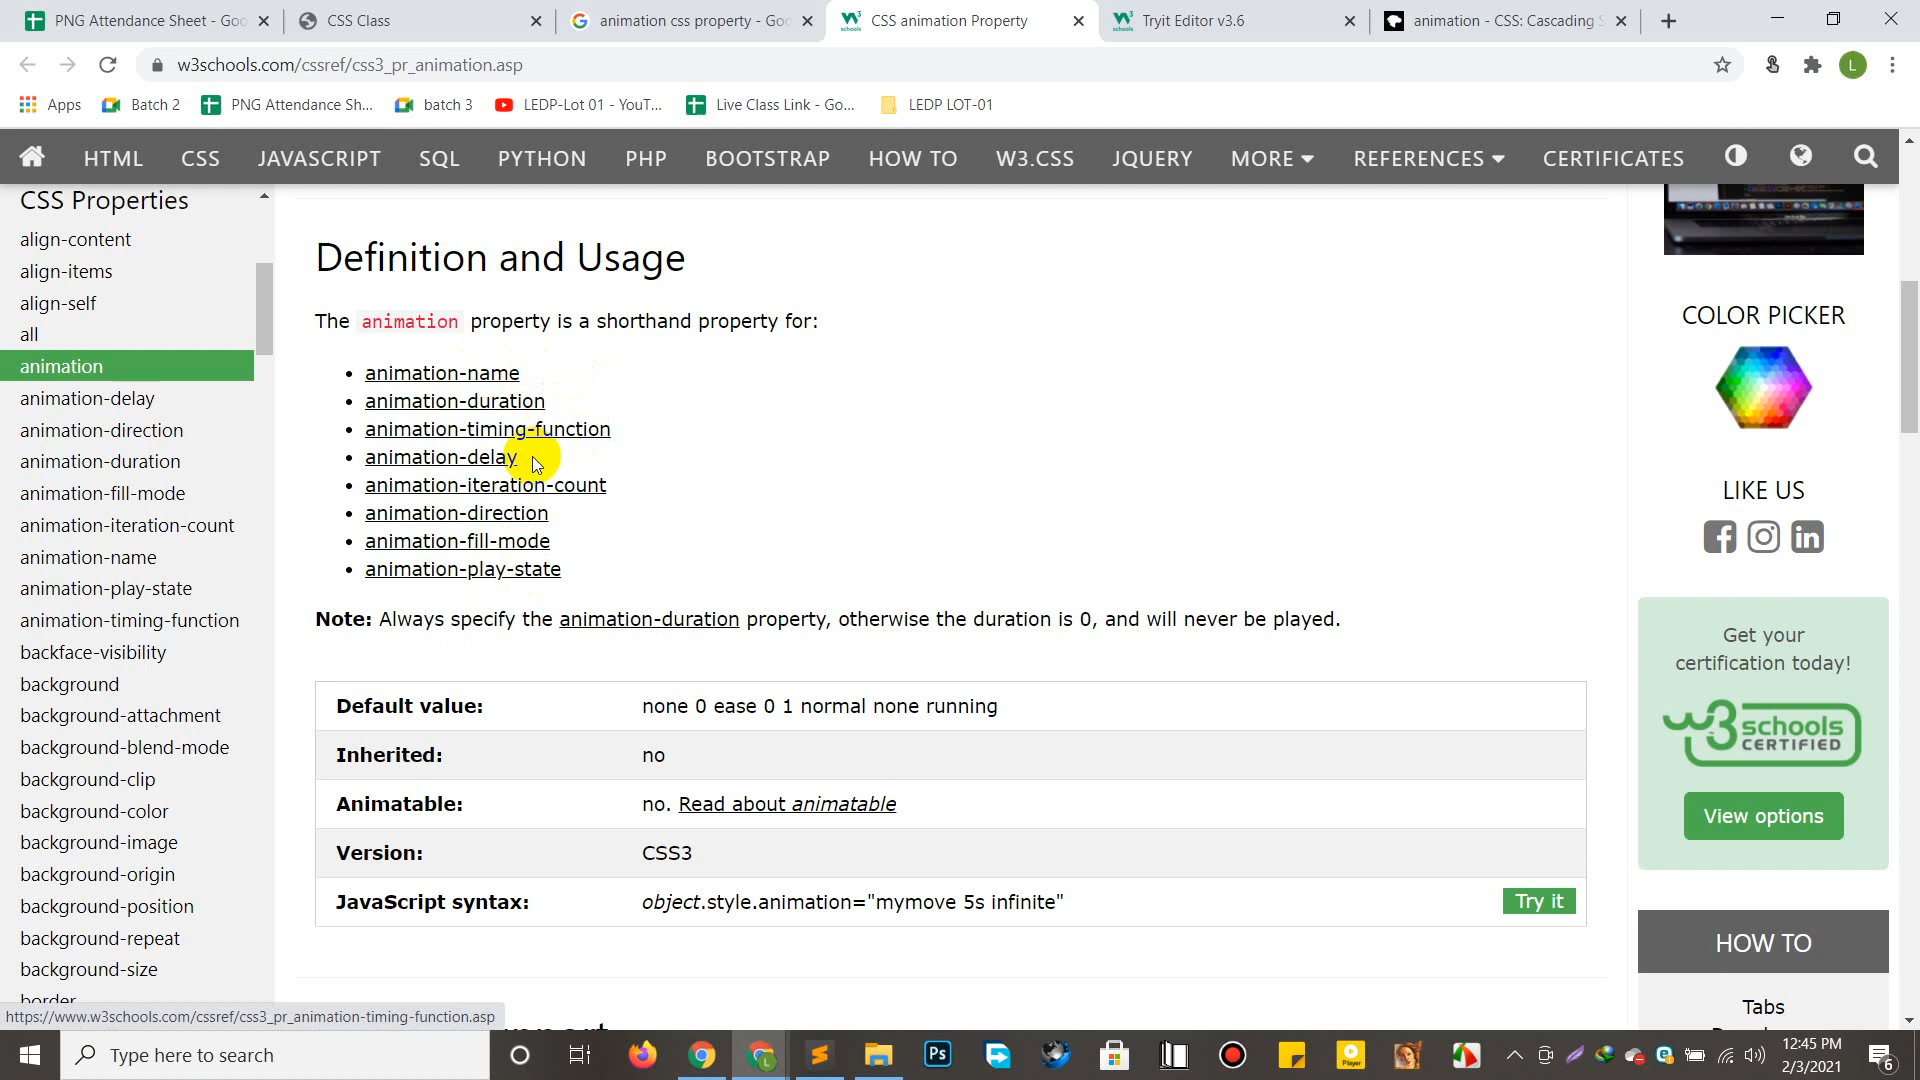 PNG Attendance Sheet - Goo
CSS Class
animation css property - Goo
CSS animation Property
Tryit Editor v3.6
animation - CSS: Cascading S
w3schools.com/cssref/css3_pr_animation.asp
L
Apps
Batch 2
PNG Attendance Sh...
batch 3
LEDP-Lot 01 - YouT...
Live Class Link - Go...
LEDP LOT-01
HTML CSS JAVASCRIPT SQL PYTHON PHP BOOTSTRAP HOW TO W3.CSS JQUERY MORE REFERENCES CERTIFICATES
CSS Properties
align-content
align-items
align-self
all
animation
animation-delay
animation-direction
animation-duration
animation-fill-mode
animation-iteration-count
animation-name
animation-play-state
animation-timing-function
backface-visibility
background
background-attachment
background-blend-mode
background-clip
background-color
background-image
background-origin
background-position
background-repeat
background-size
border
https://www.w3schools.com/cssref/css3_pr_animation-timing-function.asp
Definition and Usage
The animation property is a shorthand property for:
• animation-name
• animation-duration
• animation-timing-function
• animation-delay
• animation-iteration-count
• animation-direction
• animation-fill-mode
• animation-play-state
Note: Always specify the animation-duration property, otherwise the duration is 0, and will never be played.
Default value: none 0 ease 0 1 normal none running
Inherited: no
Animatable: no. Read about animatable
Version: CSS3
JavaScript syntax: object.style.animation="mymove 5s infinite" Try it
COLOR PICKER
LIKE US
Get your
certification today!
w3schools
CERTIFIED
View options
HOW TO
Tabs
Type here to search
Ps
Player
12:45 PM
2/3/2021
6